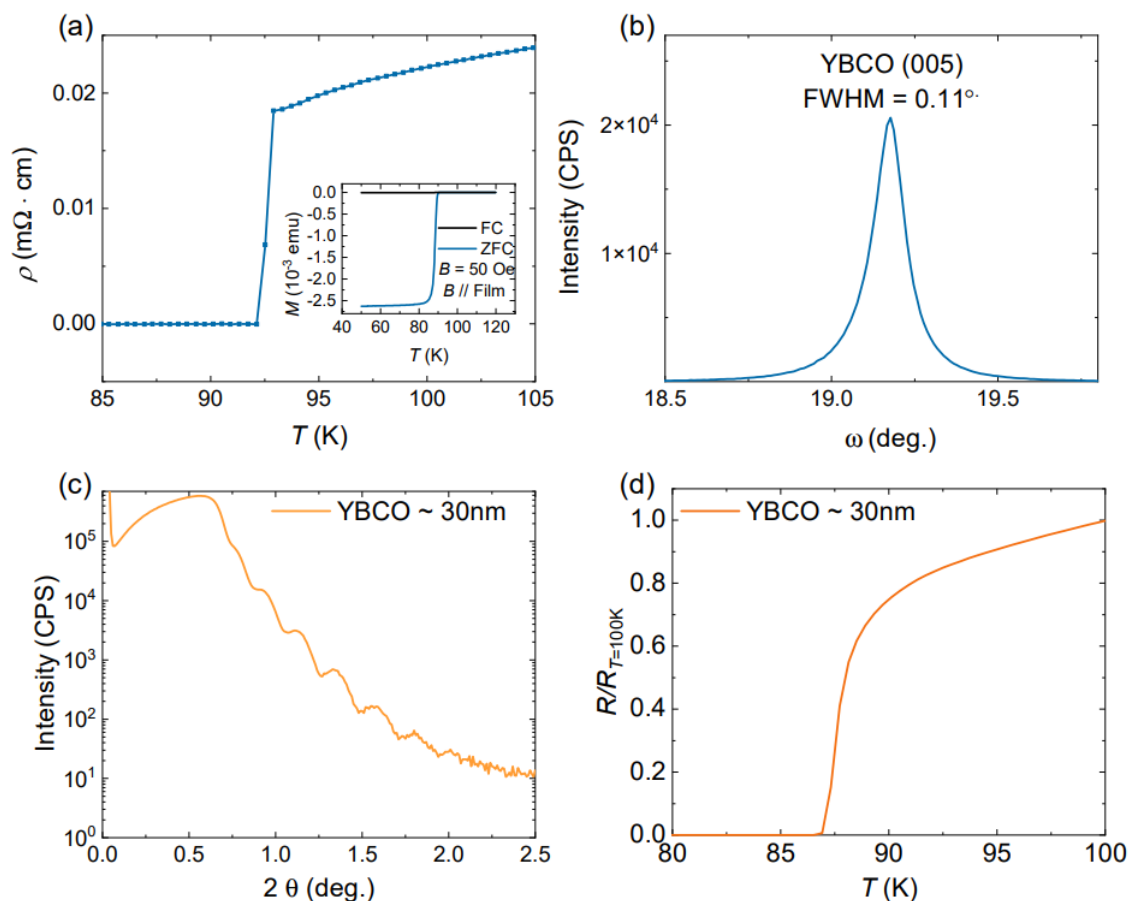 (a)
ρ (mΩ · cm)
0.02
0.01
0.00
85 90 95 100 105
T (K)
M (10⁻³ emu)
0.0
-0.5
-1.0
-1.5
-2.0
-2.5
FC
ZFC
B = 50 Oe
B // Film
40 60 80 100 120
T (K)
(b)
YBCO (005)
FWHM = 0.11°.
Intensity (CPS)
2×10⁴
1×10⁴
18.5 19.0 19.5
ω (deg.)
(c)
YBCO ~ 30nm
Intensity (CPS)
10⁵
10⁴
10³
10²
10¹
10⁰
0.0 0.5 1.0 1.5 2.0 2.5
2 θ (deg.)
(d)
YBCO ~ 30nm
R/R_T=100K
1.0
0.8
0.6
0.4
0.2
0.0
80 85 90 95 100
T (K)